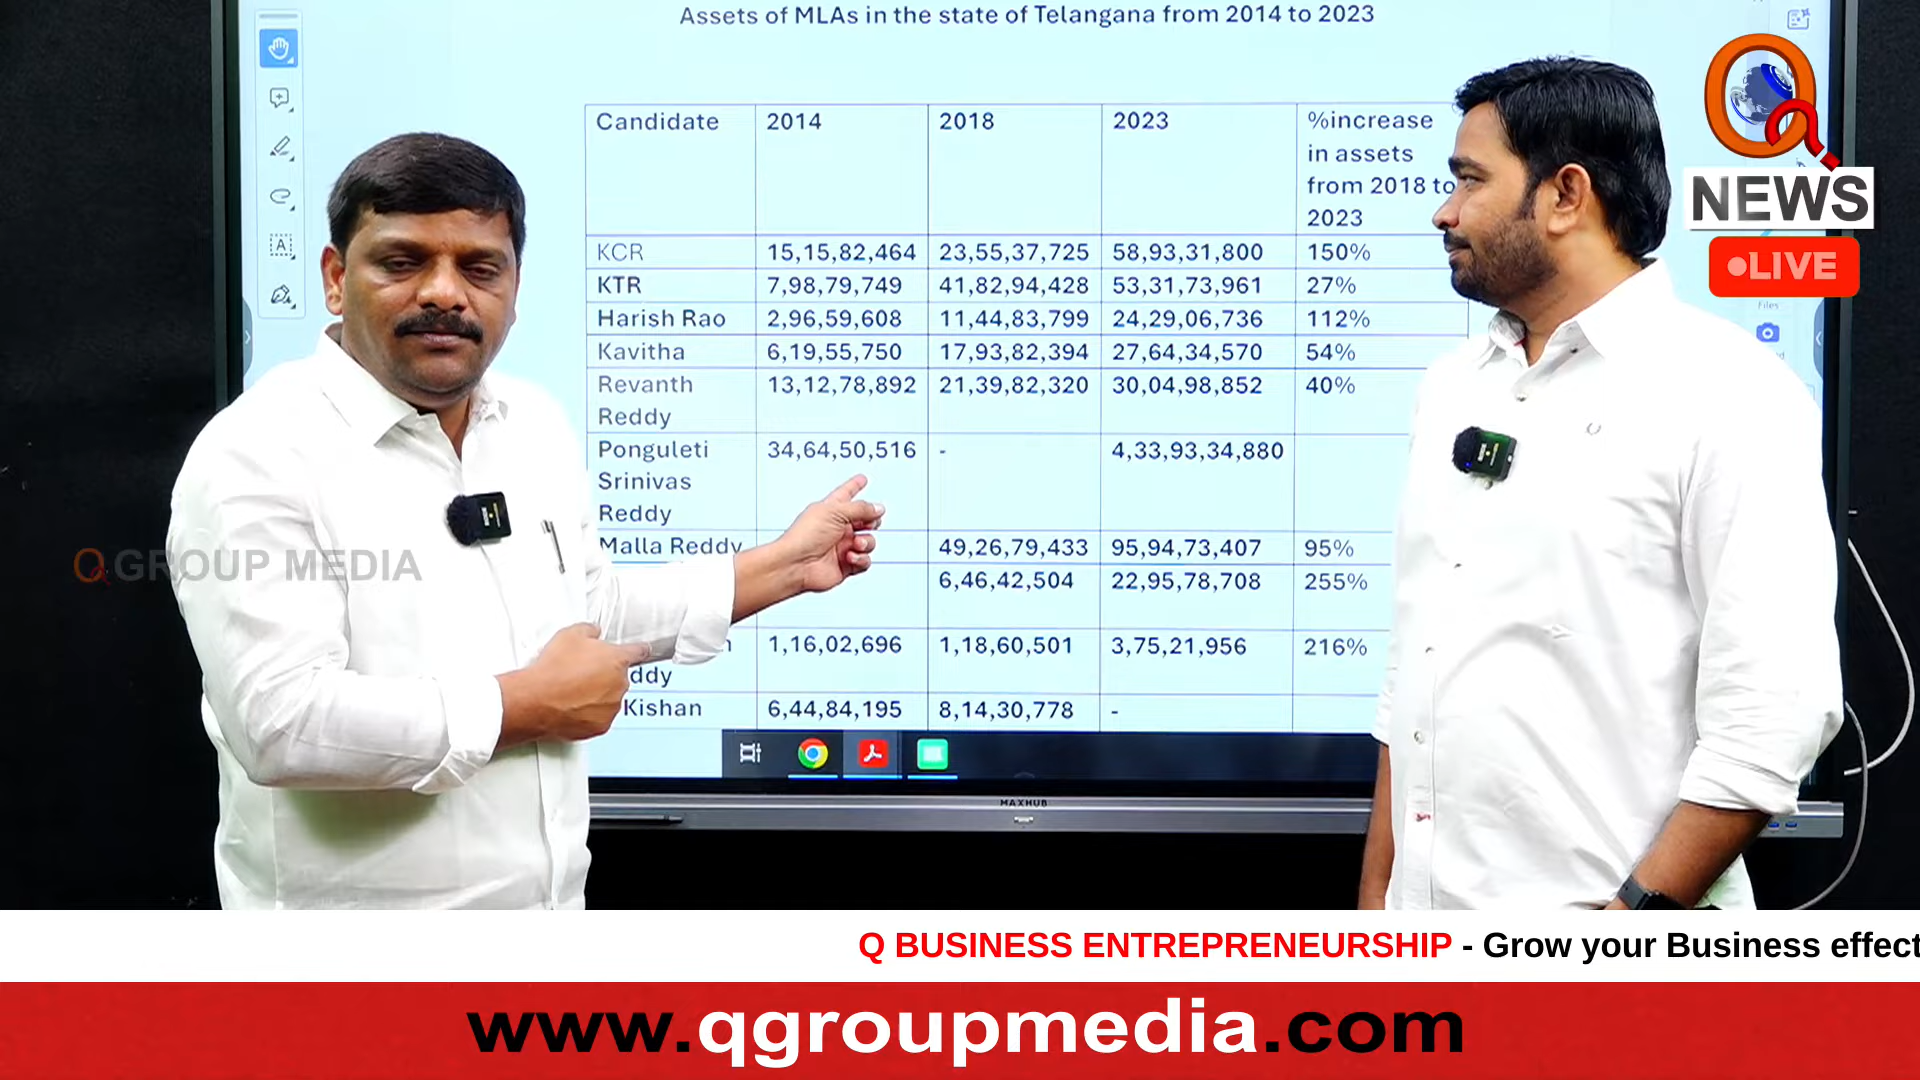 Assets of MLAs in the state of Telangana from 2014 to 2023
Candidate 2014 2018 2023 %increase in assets from 2018 to 2023
KCR 15,15,82,464 23,55,37,725 58,93,31,800 150%
KTR 7,98,79,749 41,82,94,428 53,31,73,961 27%
Harish Rao 2,96,59,608 11,44,83,799 24,29,06,736 112%
Kavitha 6,19,55,750 17,93,82,394 27,64,34,570 54%
Revanth Reddy 13,12,78,892 21,39,82,320 30,04,98,852 40%
Ponguleti Srinivas Reddy 34,64,50,516 - 4,33,93,34,880
Malla Reddy 49,26,79,433 95,94,73,407 95%
6,46,42,504 22,95,78,708 255%
ddy 1,16,02,696 1,18,60,501 3,75,21,956 216%
Kishan 6,44,84,195 8,14,30,778 -
Files
MAXHUB
Q GROUP MEDIA
Q
NEWS
LIVE
Q BUSINESS ENTREPRENEURSHIP - Grow your Business effect
www.qgroupmedia.com